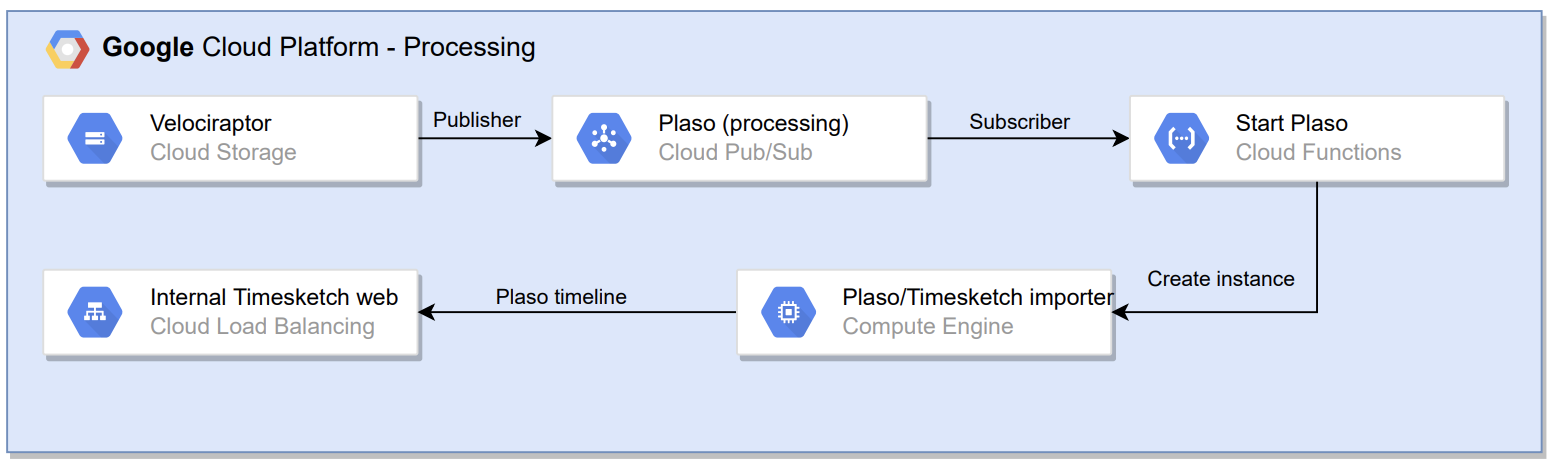 Google Cloud Platform - Processing
Velociraptor
Cloud Storage
Publisher
Plaso (processing)
Cloud Pub/Sub
Subscriber
Start Plaso
Cloud Functions
Internal Timesketch web
Cloud Load Balancing
Plaso timeline
Plaso/Timesketch importer
Compute Engine
Create instance